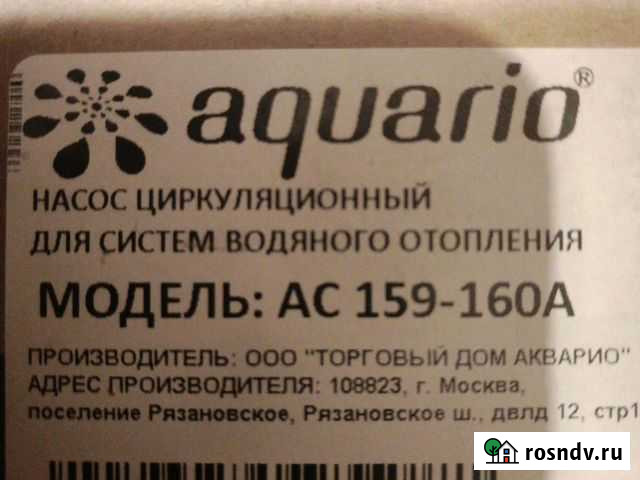 aquario®
НАСОС ЦИРКУЛЯЦИОННЫЙ
ДЛЯ СИСТЕМ ВОДЯНОГО ОТОПЛЕНИЯ
МОДЕЛЬ: АС 159-160А
ПРОИЗВОДИТЕЛЬ: ООО "ТОРГОВЫЙ ДОМ АКВАРИО"
АДРЕС ПРОИЗВОДИТЕЛЯ: 108823, г. Москва,
поселение Рязановское, Рязановское ш., двлд 12, стр1
rosndv.ru